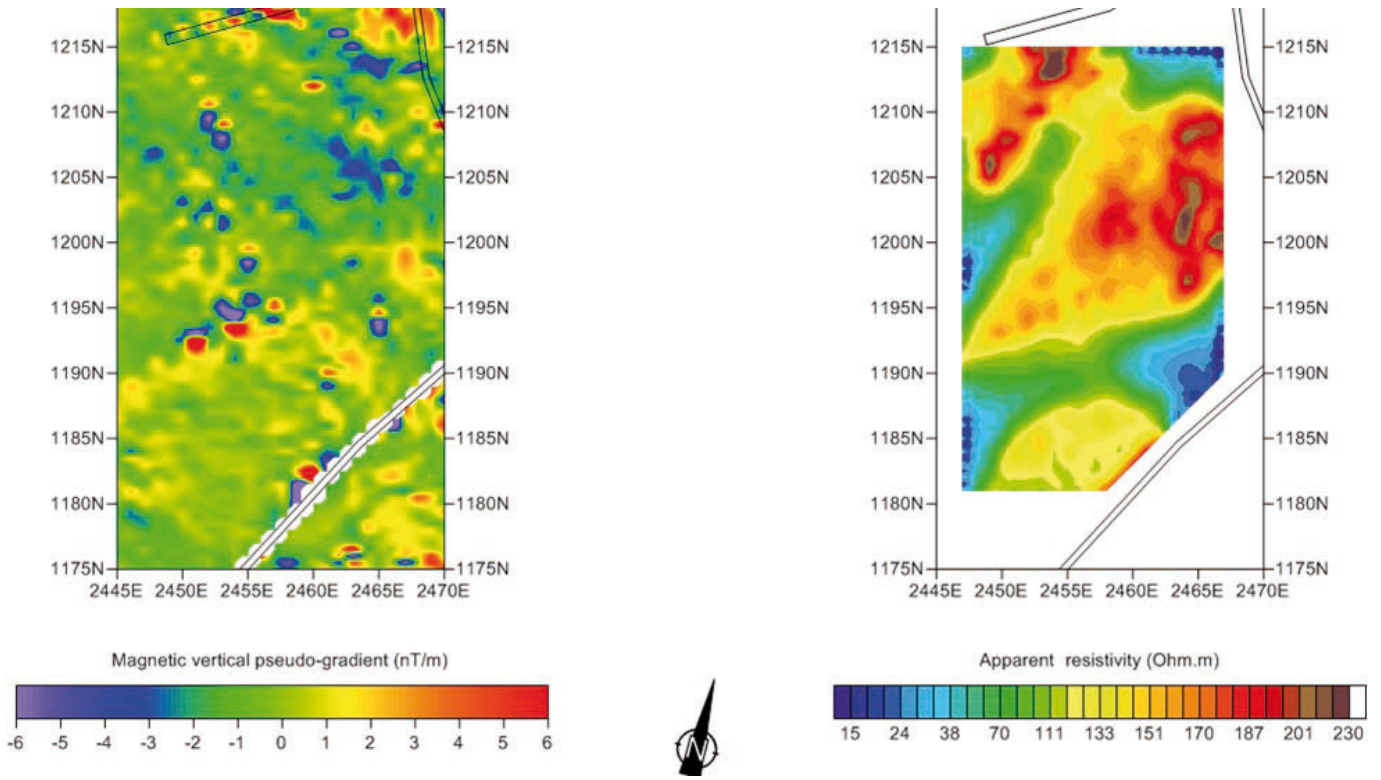 1215N 1215N 1215N 1215N
1210N 1210N 1210N 1210N
1205N 1205N 1205N 1205N
1200N 1200N 1200N 1200N
1195N 1195N 1195N 1195N
1190N 1190N 1190N 1190N
1185N 1185N 1185N 1185N
1180N 1180N 1180N 1180N
1175N 1175N 1175N 1175N
2445E 2450E 2455E 2460E 2465E 2470E 2445E 2450E 2455E 2460E 2465E 2470E
Magnetic vertical pseudo-gradient (nT/m)
-6 -5 -4 -3 -2 -1 0 1 2 3 4 5 6
N
Apparent resistivity (Ohm.m)
15 24 38 70 111 133 151 170 187 201 230